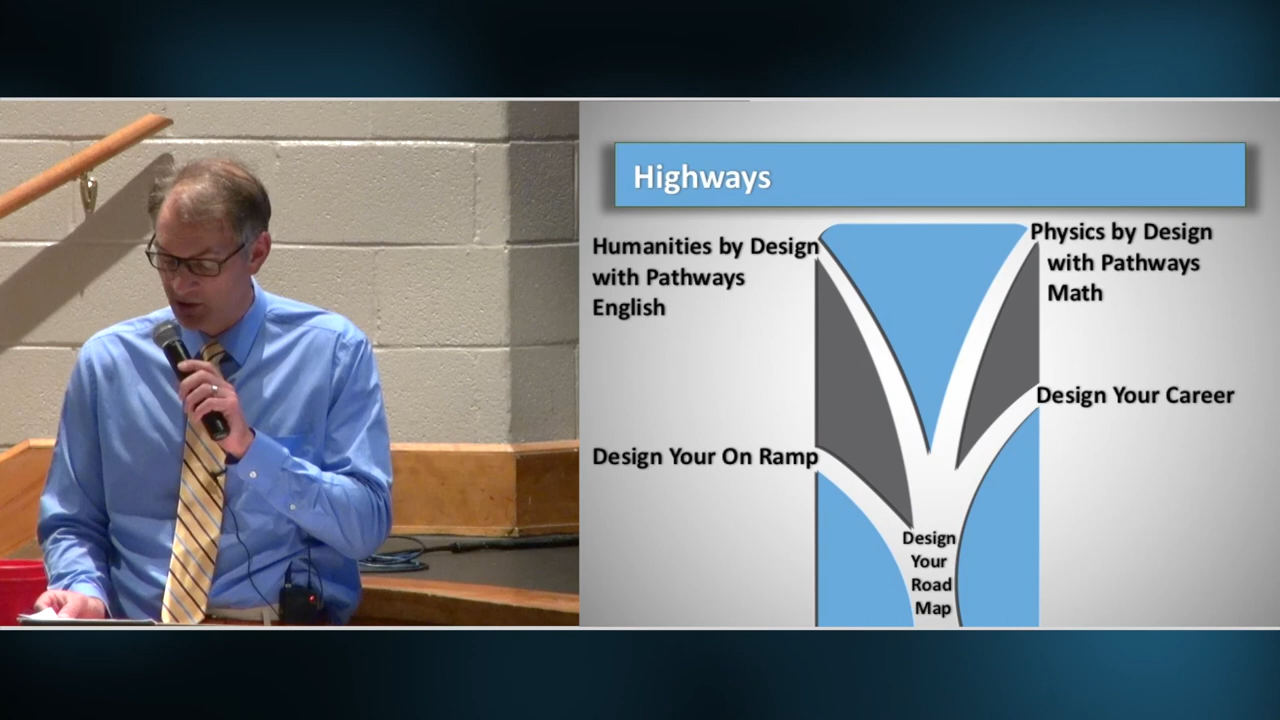 Highways
Humanities by Design
with Pathways
English
Physics by Design
with Pathways
Math
Design Your Career
Design Your On Ramp
Design
Your
Road
Map